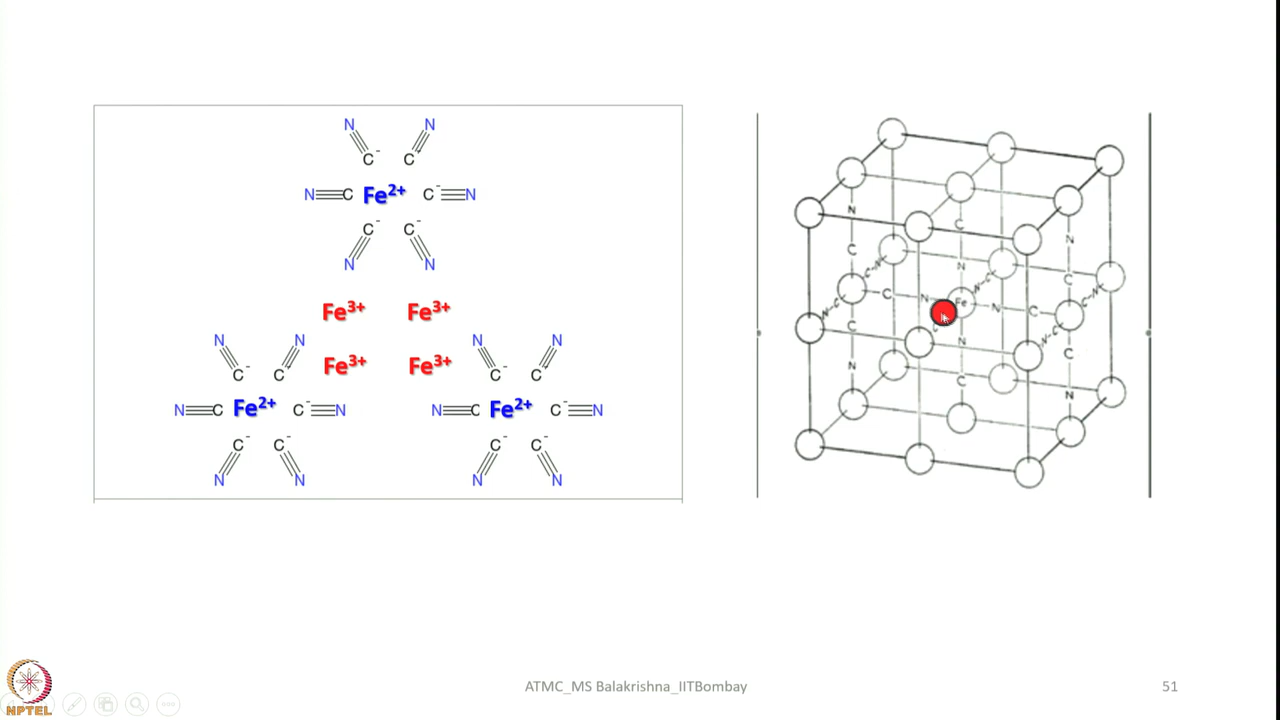 N N
C⁻ C⁻
N≡C Fe²⁺ C⁻≡N
C⁻ C⁻
N N
Fe³⁺ Fe³⁺
Fe³⁺ Fe³⁺
N N
C⁻ C⁻
N≡C Fe²⁺ C⁻≡N
C⁻ C⁻
N N
N N
C⁻ C⁻
N≡C Fe²⁺ C⁻≡N
C⁻ C⁻
N N
N
C
C
N
N
C
C-N
N
C
N-C
C
N
Fe
N
C
C-N
N-C
C
C
N
N-C
C
N
C
N
ATMC_MS Balakrishna_IITBombay
51
NPTEL